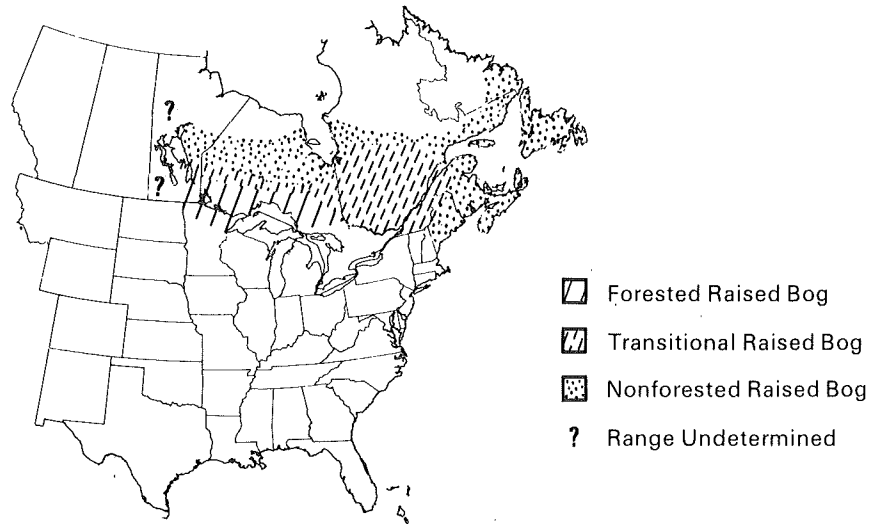 ?
?
Forested Raised Bog
Transitional Raised Bog
Nonforested Raised Bog
? Range Undetermined